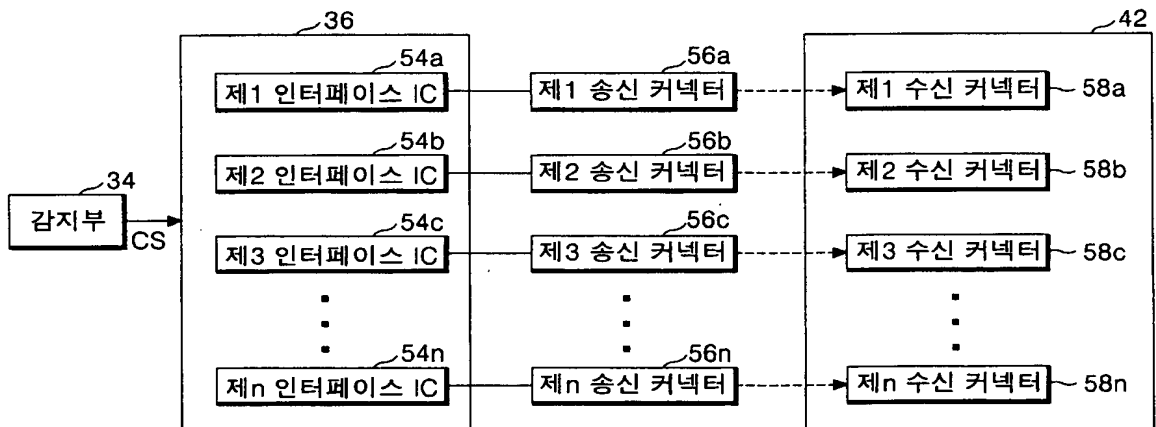 36
42
54a
56a
제1 인터페이스 IC
제1 송신 커넥터
제1 수신 커넥터
58a
54b
56b
제2 인터페이스 IC
제2 송신 커넥터
제2 수신 커넥터
58b
34
감지부
CS
54c
56c
제3 인터페이스 IC
제3 송신 커넥터
제3 수신 커넥터
58c
54n
56n
제n 인터페이스 IC
제n 송신 커넥터
제n 수신 커넥터
58n